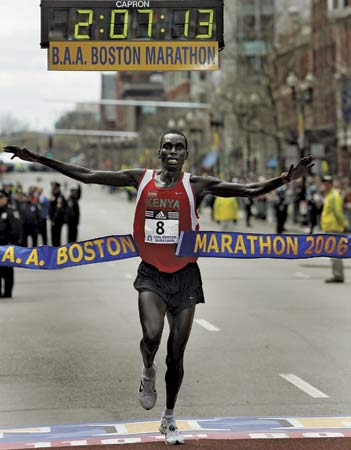 CAPRON
2:07:13
B.A.A. BOSTON MARATHON
KENYA
adidas
8
A.A. BOSTON MARATHON 2006